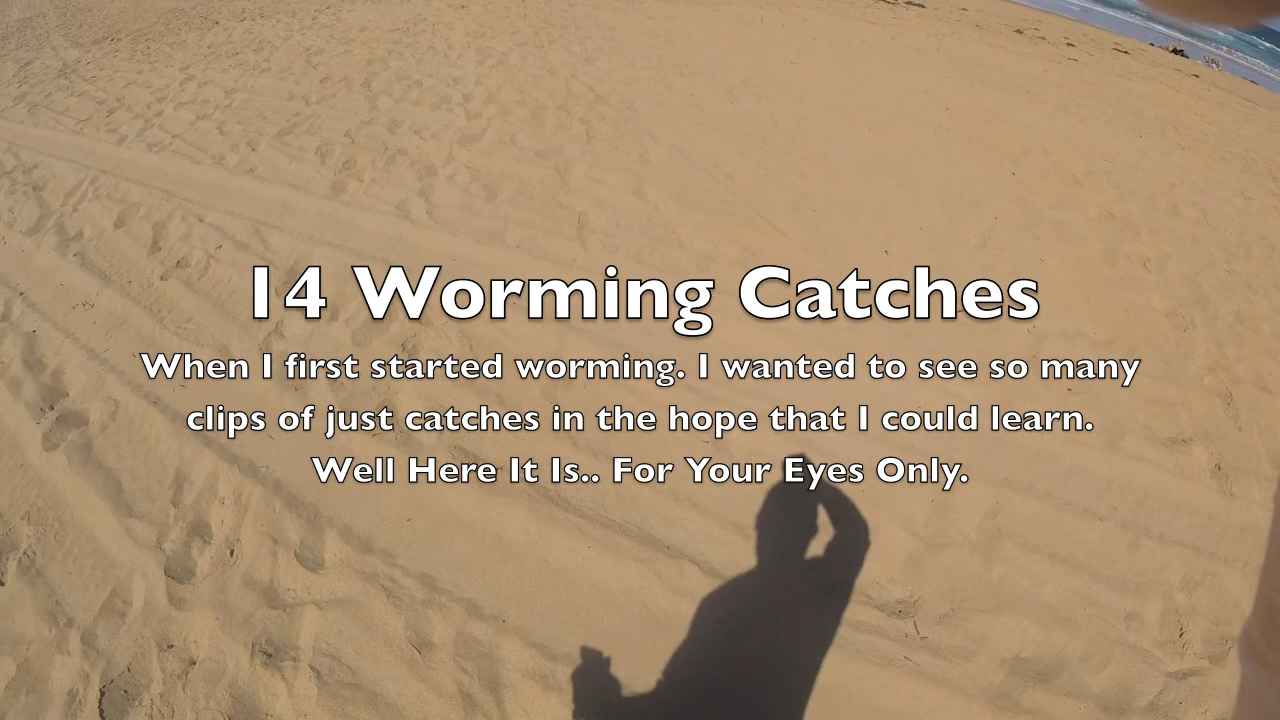 14 Worming Catches
When I first started worming. I wanted to see so many
clips of just catches in the hope that I could learn.
Well Here It Is.. For Your Eyes Only.